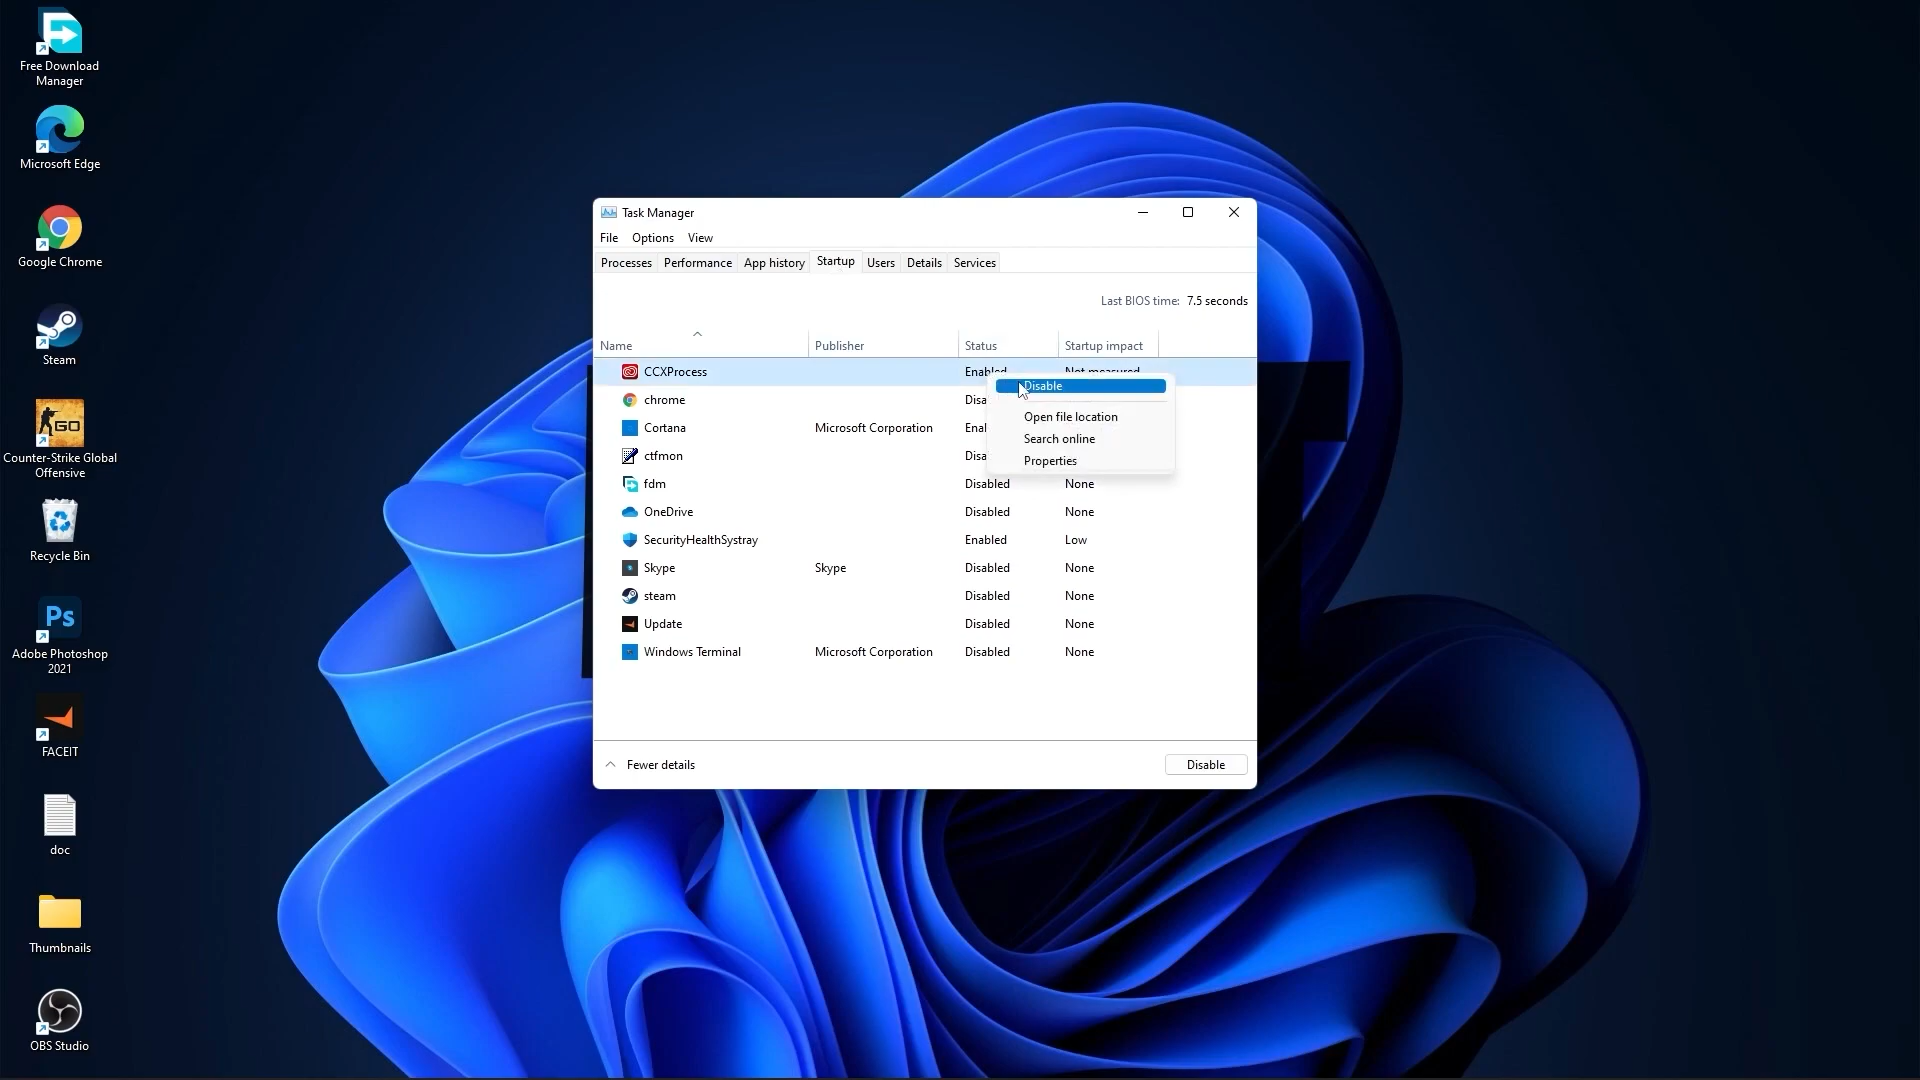 Free Download
Manager
Microsoft Edge
Google Chrome
Steam
GO
Counter-Strike Global
Offensive
Recycle Bin
Ps
Adobe Photoshop
2021
FACEIT
doc
Thumbnails
OBS Studio
Task Manager
File Options View
Processes Performance App history Startup Users Details Services
Last BIOS time: 7.5 seconds
Name Publisher Status Startup impact
CCXProcess Enabled Not measured
Disable
chrome Disa
Open file location
Cortana Microsoft Corporation Enal
Search online
ctfmon Disa
Properties
fdm Disabled None
OneDrive Disabled None
SecurityHealthSystray Enabled Low
Skype Skype Disabled None
steam Disabled None
Update Disabled None
Windows Terminal Microsoft Corporation Disabled None
Fewer details Disable